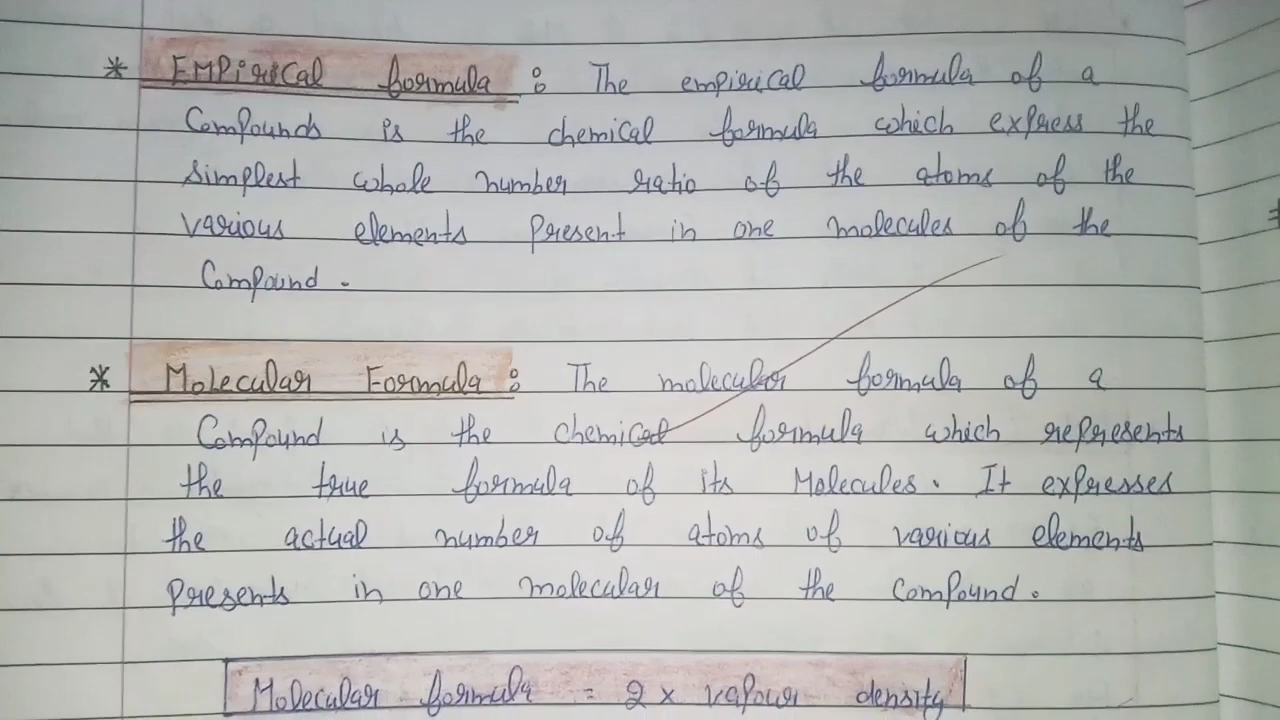 * EMPirical formula : The empirical formula of a
Compounds is the chemical formula which express the
simplest whole number ratio of the atoms of the
various elements Present in one molecules of the
Compound.
* Molecular Formula : The molecular formula of a
Compound is the chemical formula which represents
the true formula of its Molecules. It expresses
the actual number of atoms of various elements
Presents in one molecular of the Compound.
Molecular formula = 2 x vapour density